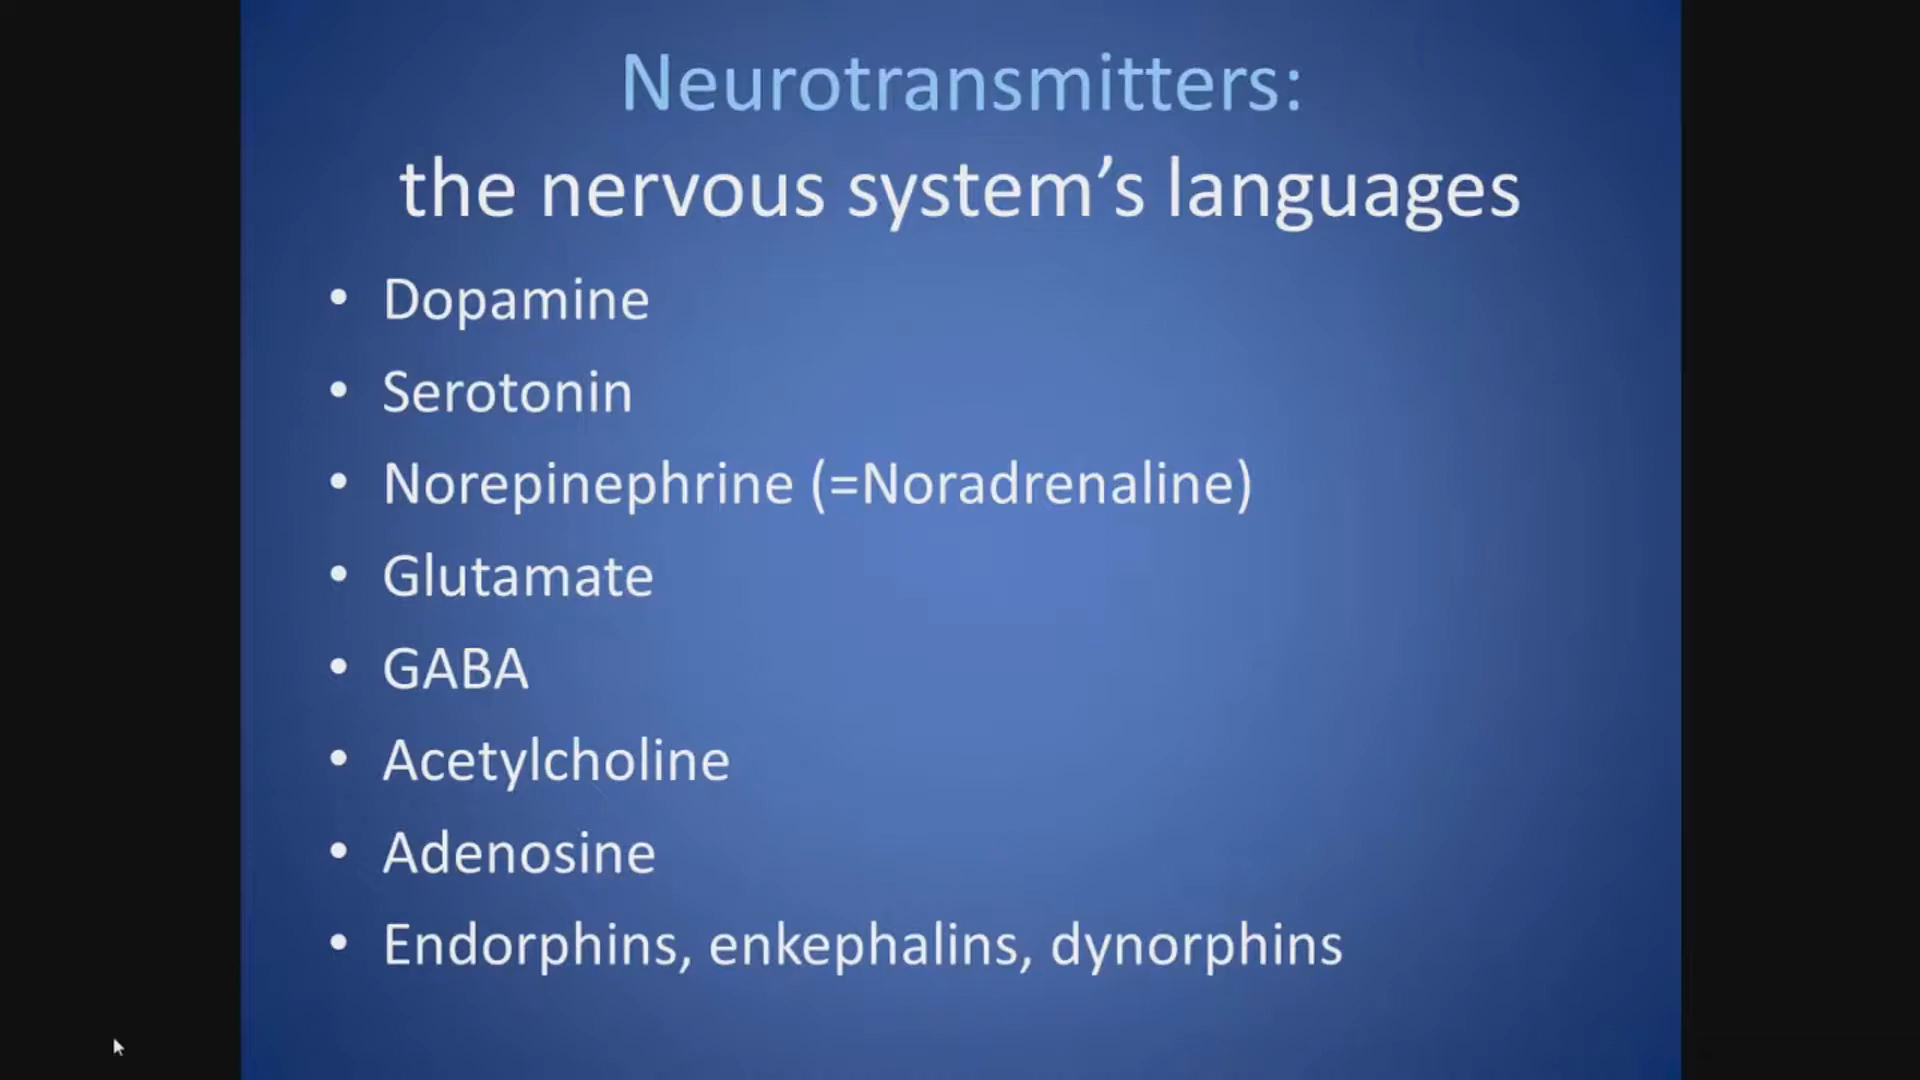 Neurotransmitters:
the nervous system’s languages
• Dopamine
• Serotonin
• Norepinephrine (=Noradrenaline)
• Glutamate
• GABA
• Acetylcholine
• Adenosine
• Endorphins, enkephalins, dynorphins